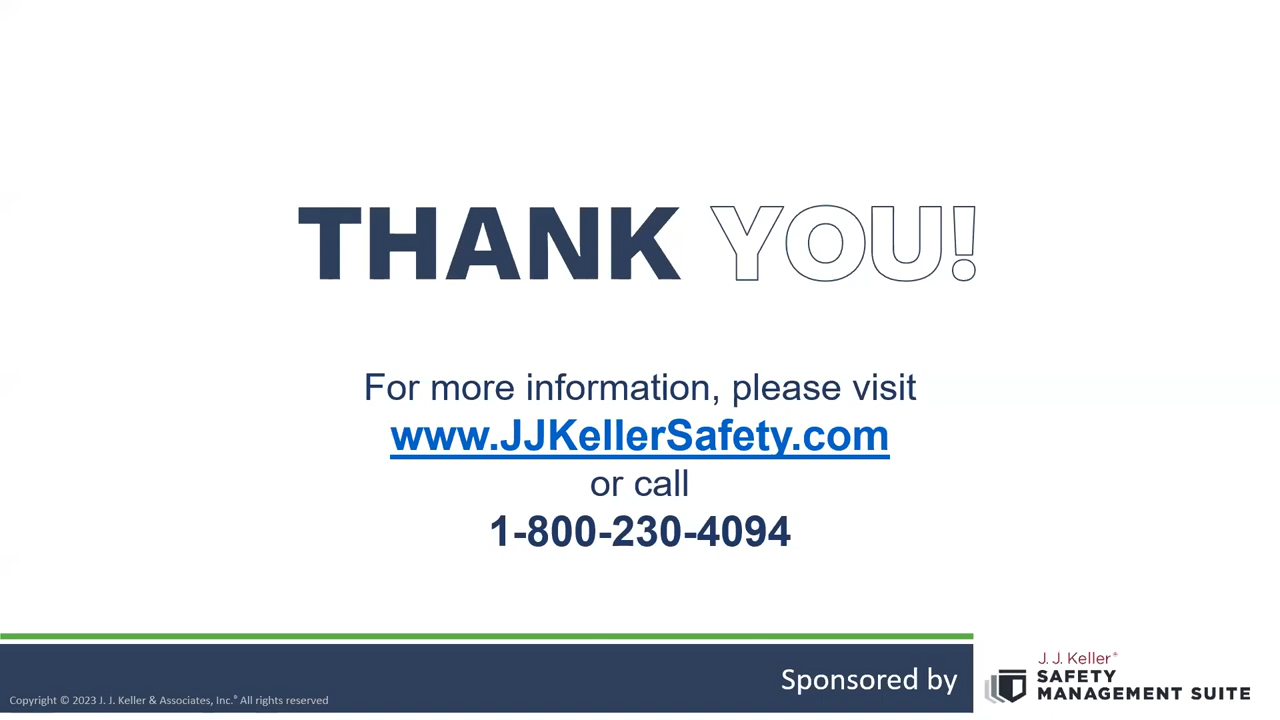 THANK YOU!
For more information, please visit
www.JJKellerSafety.com
or call
1-800-230-4094
Sponsored by
J. J. Keller®
SAFETY
MANAGEMENT SUITE
Copyright © 2023 J. J. Keller & Associates, Inc.® All rights reserved